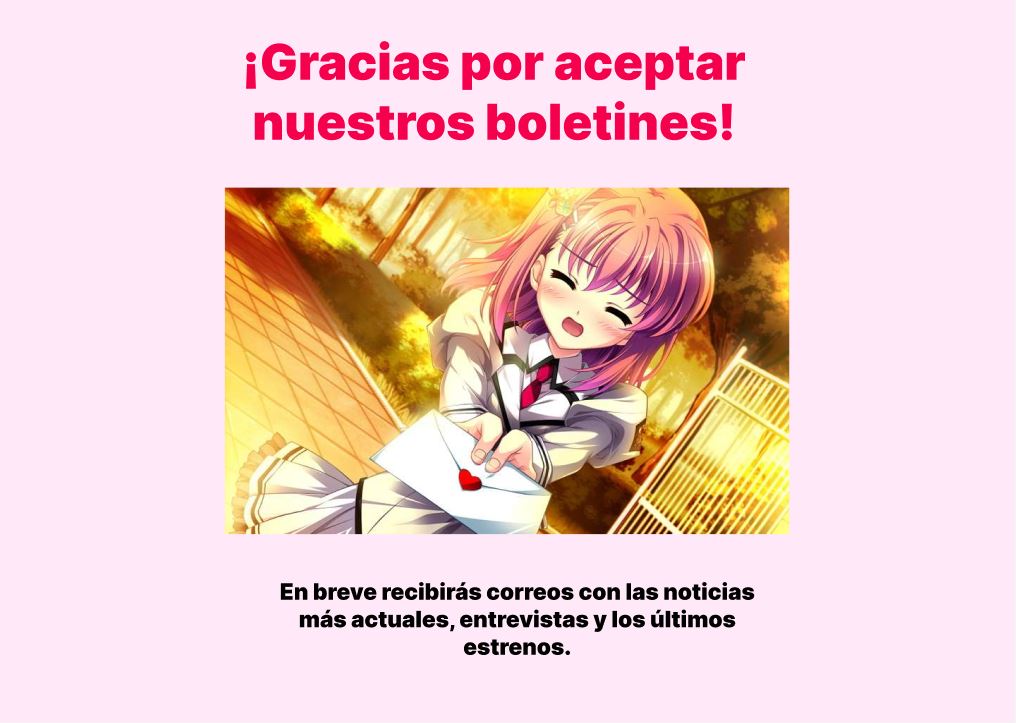 ¡Gracias por aceptar
nuestros boletines!
En breve recibirás correos con las noticias
más actuales, entrevistas y los últimos
estrenos.